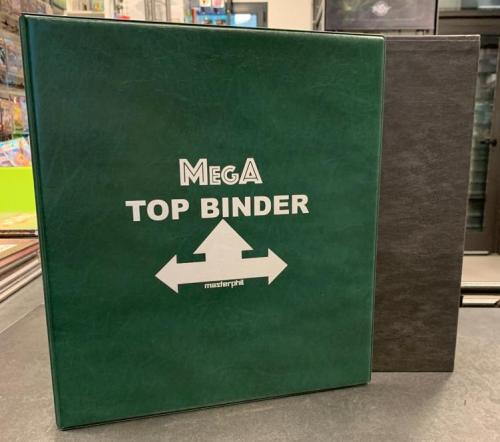 MEGA
TOP BINDER
masterphil